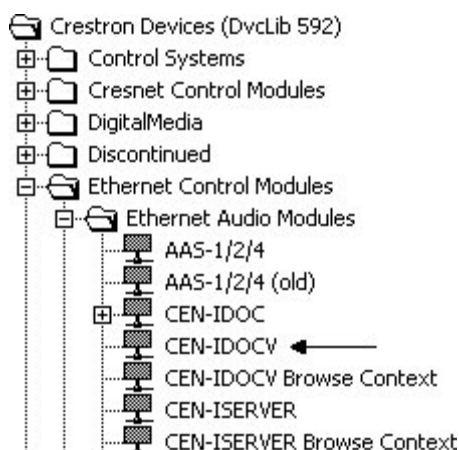 Crestron Devices (DvcLib 592)
Control Systems
Cresnet Control Modules
DigitalMedia
Discontinued
Ethernet Control Modules
Ethernet Audio Modules
AAS-1/2/4
AAS-1/2/4 (old)
CEN-IDOC
CEN-IDOCV
CEN-IDOCV Browse Context
CEN-ISERVER
CEN-ISERVER Browse Context